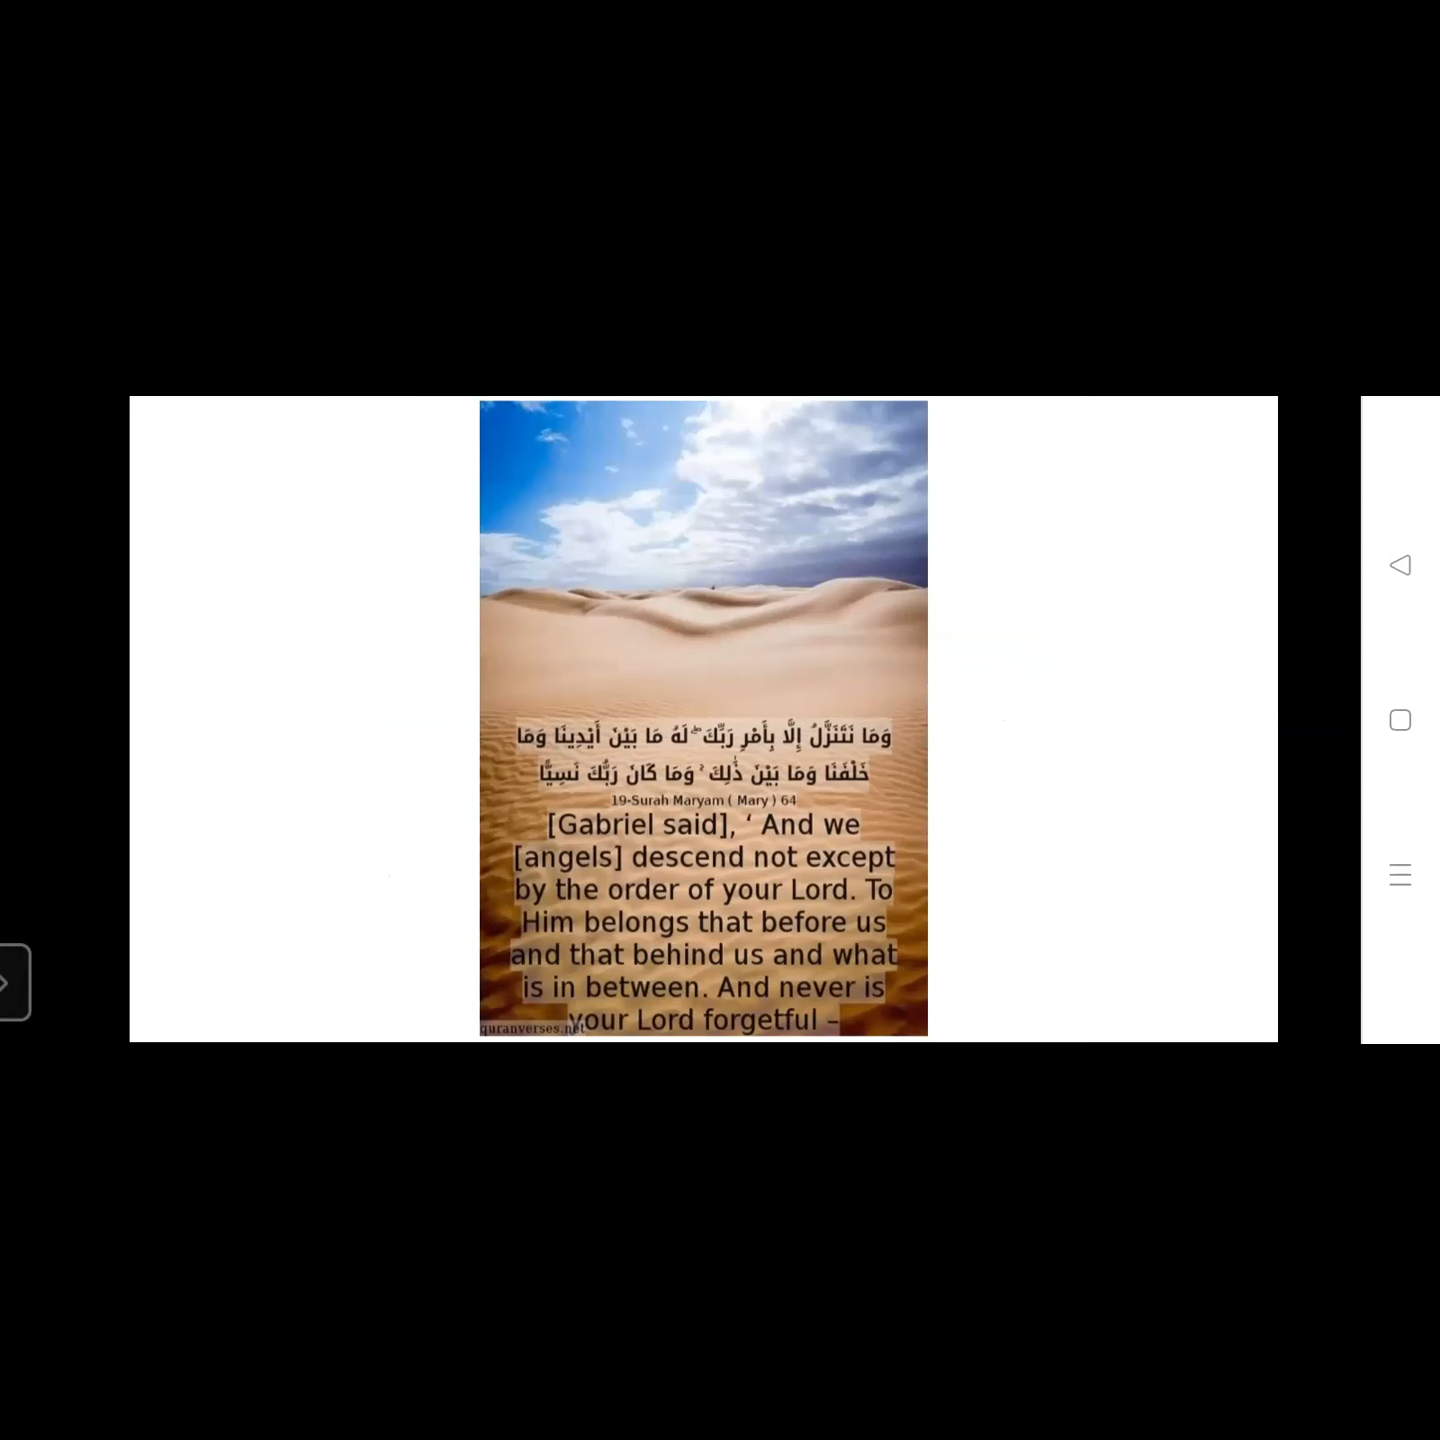 وَمَا نَتَنَزَّلُ إِلَّا بِأَمْرِ رَبِّكَ ۖ لَهُ مَا بَيْنَ أَيْدِينَا وَمَا
خَلْفَنَا وَمَا بَيْنَ ذَٰلِكَ ۚ وَمَا كَانَ رَبُّكَ نَسِيًّا
19-Surah Maryam ( Mary ) 64
[Gabriel said], ‘ And we
[angels] descend not except
by the order of your Lord. To
Him belongs that before us
and that behind us and what
is in between. And never is
your Lord forgetful –
quranverses.net